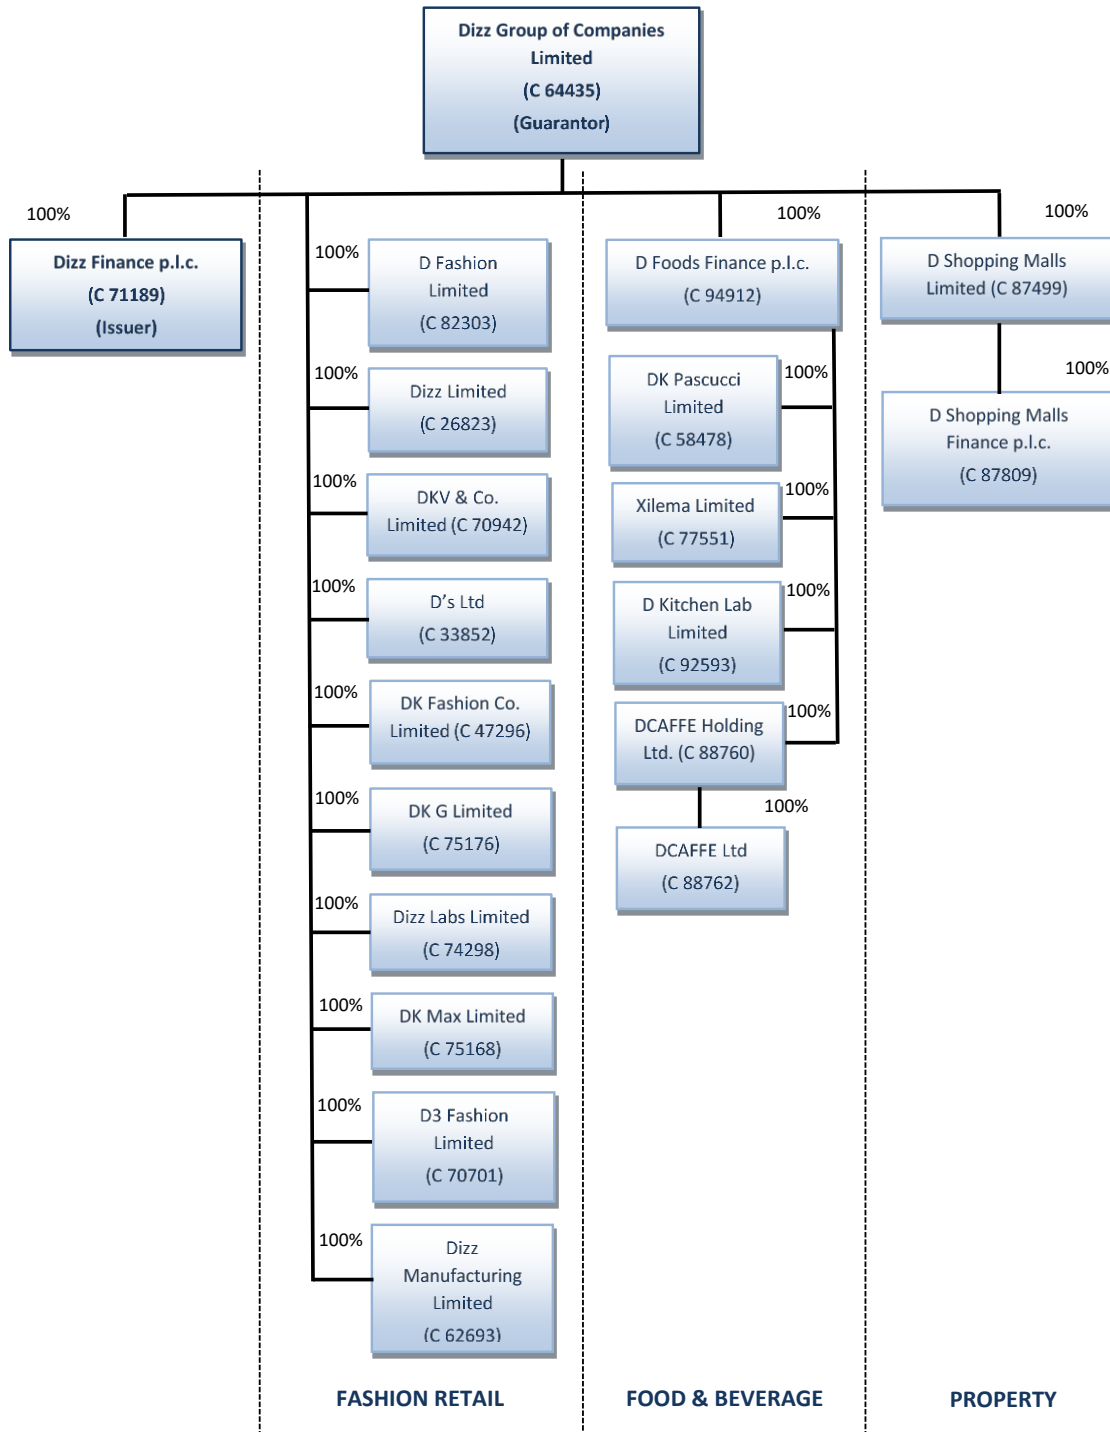 Dizz Group of Companies
Limited
(C 64435)
(Guarantor)
100%
Dizz Finance p.l.c.
(C 71189)
(Issuer)
100%
D Fashion
Limited
(C 82303)
100%
Dizz Limited
(C 26823)
100%
DKV & Co.
Limited (C 70942)
100%
D’s Ltd
(C 33852)
100%
DK Fashion Co.
Limited (C 47296)
100%
DK G Limited
(C 75176)
100%
Dizz Labs Limited
(C 74298)
100%
DK Max Limited
(C 75168)
100%
D3 Fashion
Limited
(C 70701)
100%
Dizz
Manufacturing
Limited
(C 62693)
FASHION RETAIL
100%
D Foods Finance p.l.c.
(C 94912)
100%
DK Pascucci
Limited
(C 58478)
100%
Xilema Limited
(C 77551)
100%
D Kitchen Lab
Limited
(C 92593)
100%
DCAFFE Holding
Ltd. (C 88760)
100%
DCAFFE Ltd
(C 88762)
FOOD & BEVERAGE
100%
D Shopping Malls
Limited (C 87499)
100%
D Shopping Malls
Finance p.l.c.
(C 87809)
PROPERTY